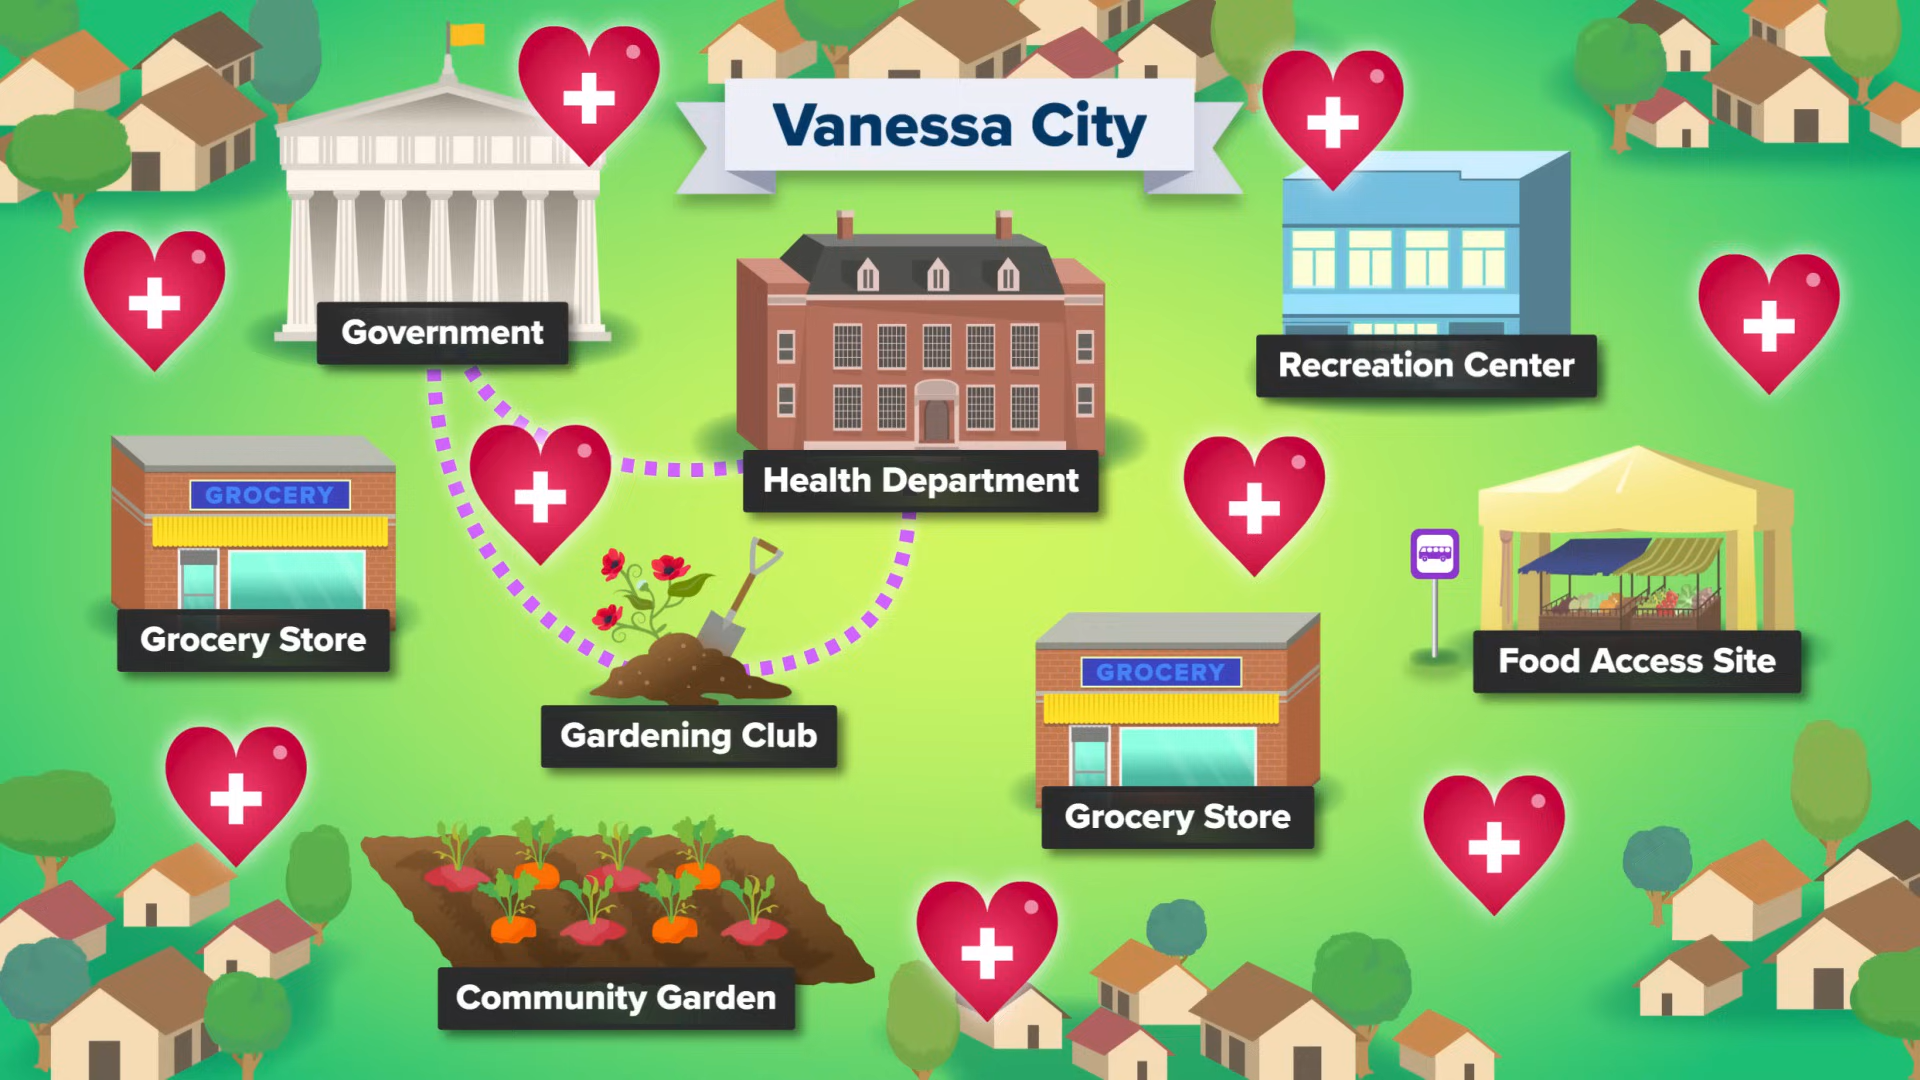 Vanessa City
Government
Recreation Center
Health Department
GROCERY
Grocery Store
Food Access Site
GROCERY
Gardening Club
Grocery Store
Community Garden